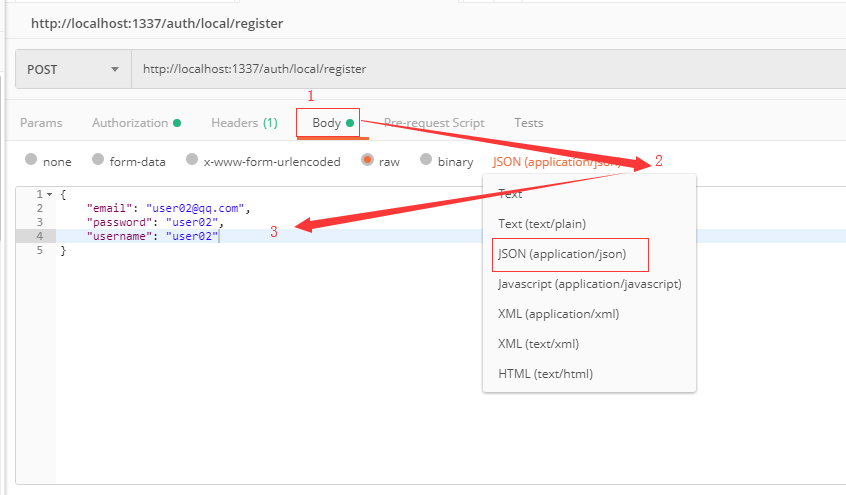 http://localhost:1337/auth/local/register
POST http://localhost:1337/auth/local/register
1
Params Authorization Headers (1) Body Pre-request Script Tests
none form-data x-www-form-urlencoded raw binary JSON (application/json) 2
1 {
2 "email": "user02@qq.com",
3 "password": "user02",
4 "username": "user02"
5 }
3
Text
Text (text/plain)
JSON (application/json)
Javascript (application/javascript)
XML (application/xml)
XML (text/xml)
HTML (text/html)